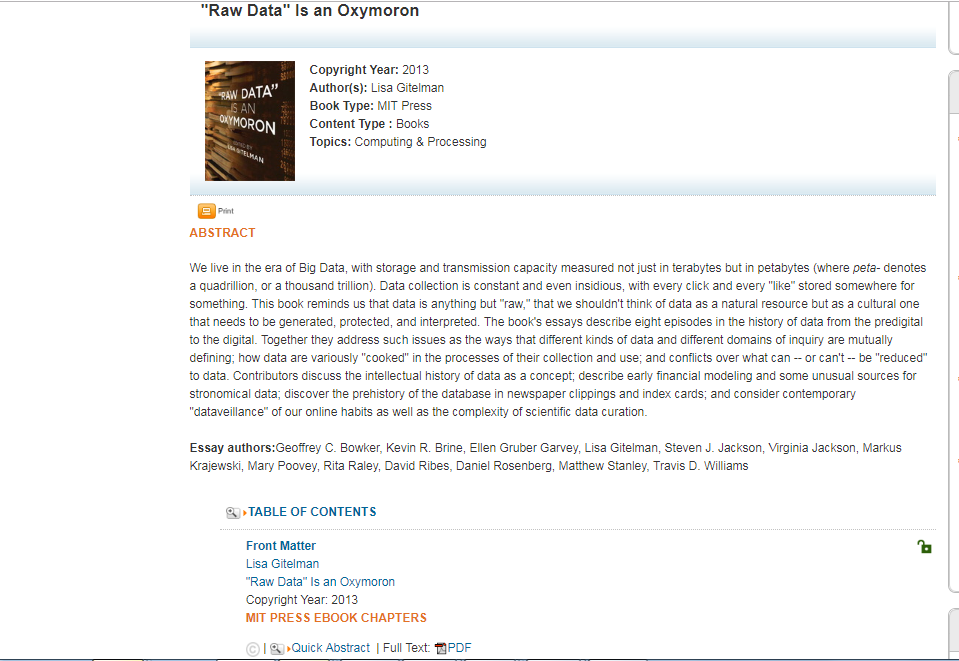 "Raw Data" Is an Oxymoron
"RAW DATA"
IS AN
OXYMORON
LISA GITELMAN
Copyright Year: 2013
Author(s): Lisa Gitelman
Book Type: MIT Press
Content Type : Books
Topics: Computing & Processing
Print
ABSTRACT
We live in the era of Big Data, with storage and transmission capacity measured not just in terabytes but in petabytes (where peta- denotes
a quadrillion, or a thousand trillion). Data collection is constant and even insidious, with every click and every "like" stored somewhere for
something. This book reminds us that data is anything but "raw," that we shouldn't think of data as a natural resource but as a cultural one
that needs to be generated, protected, and interpreted. The book's essays describe eight episodes in the history of data from the predigital
to the digital. Together they address such issues as the ways that different kinds of data and different domains of inquiry are mutually
defining; how data are variously "cooked" in the processes of their collection and use; and conflicts over what can -- or can't -- be "reduced"
to data. Contributors discuss the intellectual history of data as a concept; describe early financial modeling and some unusual sources for
stronomical data; discover the prehistory of the database in newspaper clippings and index cards; and consider contemporary
"dataveillance" of our online habits as well as the complexity of scientific data curation.
Essay authors:Geoffrey C. Bowker, Kevin R. Brine, Ellen Gruber Garvey, Lisa Gitelman, Steven J. Jackson, Virginia Jackson, Markus
Krajewski, Mary Poovey, Rita Raley, David Ribes, Daniel Rosenberg, Matthew Stanley, Travis D. Williams
TABLE OF CONTENTS
Front Matter
Lisa Gitelman
"Raw Data" Is an Oxymoron
Copyright Year: 2013
MIT PRESS EBOOK CHAPTERS
© | Quick Abstract | Full Text: PDF